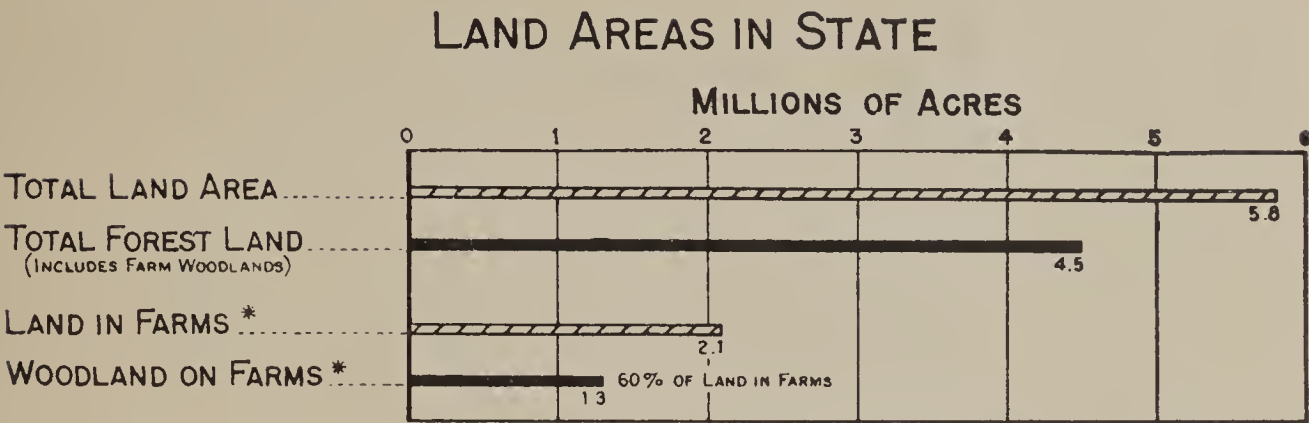 LAND AREAS IN STATE
MILLIONS OF ACRES
0 1 2 3 4 5 6
TOTAL LAND AREA
5.8
TOTAL FOREST LAND
(INCLUDES FARM WOODLANDS)
4.5
LAND IN FARMS *
2.1
WOODLAND ON FARMS *
60% OF LAND IN FARMS
1 3